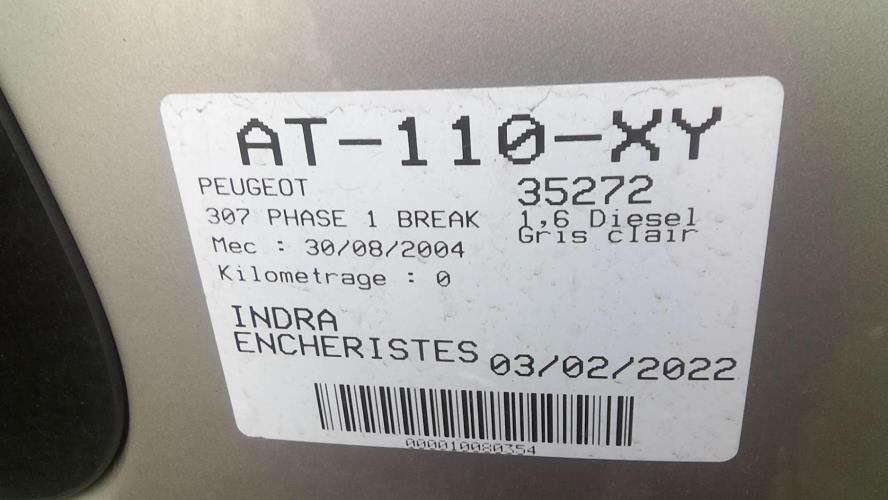 AT-110-XY
PEUGEOT
35272
307 PHASE 1 BREAK
1,6 Diesel
Gris clair
Mec : 30/08/2004
Kilometrage : 0
INDRA
ENCHERISTES
03/02/2022
000010080354